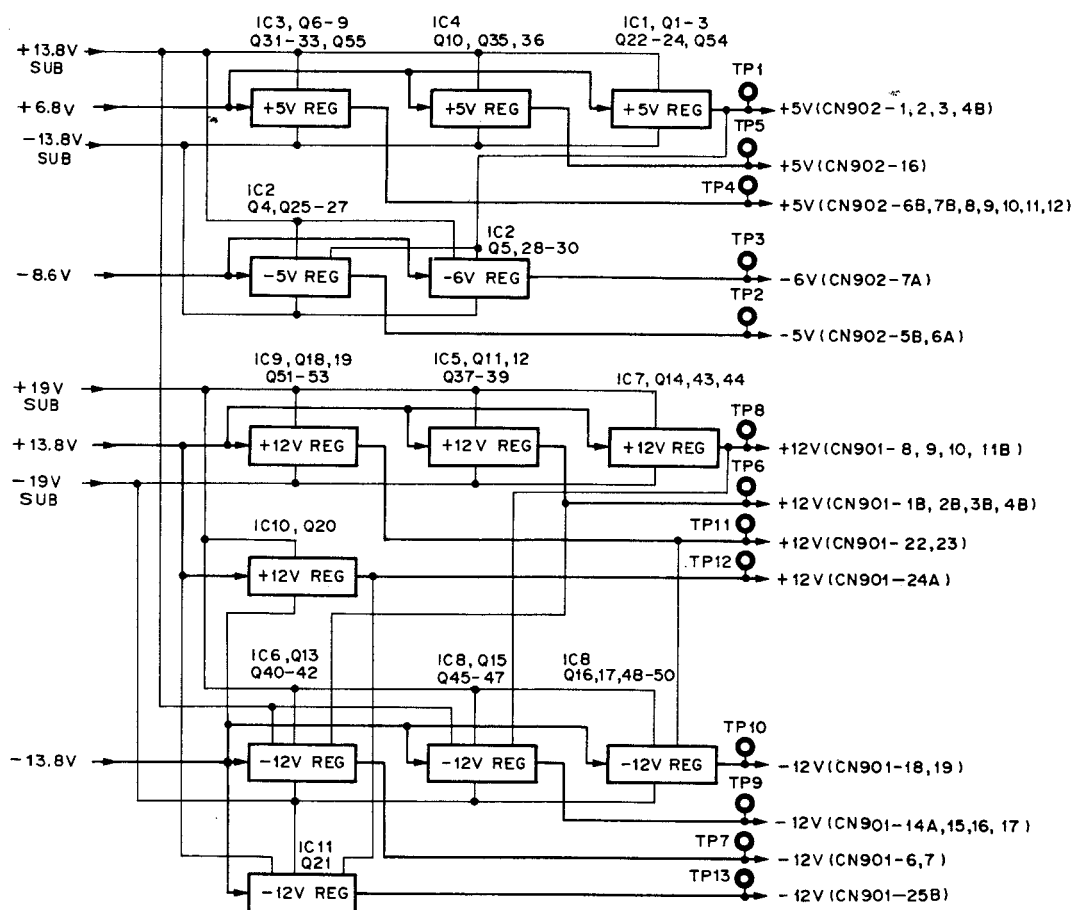 IC3, Q6-9
Q31-33, Q55
IC4
Q10, Q35, 36
IC1, Q1-3
Q22-24, Q54
+13.8V
SUB
TP1
+6.8V
+5V REG
+5V REG
+5V REG
+5V(CN902-1, 2, 3, 4B)
TP5
-13.8V
SUB
+5V(CN902-16)
TP4
IC2
Q4, Q25-27
+5V(CN902-6B, 7B, 8, 9, 10, 11, 12)
IC2
Q5, 28-30
TP3
-8.6V
-5V REG
-6V REG
-6V(CN902-7A)
TP2
-5V(CN902-5B, 6A)
IC9, Q18, 19
Q51-53
IC5, Q11, 12
Q37-39
IC7, Q14, 43, 44
+19V
SUB
TP8
+13.8V
+12V REG
+12V REG
+12V REG
+12V(CN901-8, 9, 10, 11B)
TP6
-19V
SUB
+12V(CN901-1B, 2B, 3B, 4B)
IC10, Q20
TP11
+12V(CN901-22, 23)
TP12
+12V REG
+12V(CN901-24A)
IC6, Q13
Q40-42
IC8, Q15
Q45-47
IC8
Q16, 17, 48-50
TP10
-13.8V
-12V REG
-12V REG
-12V REG
-12V(CN901-18, 19)
TP9
-12V(CN901-14A, 15, 16, 17)
TP7
IC11
Q21
-12V(CN901-6, 7)
TP13
-12V REG
-12V(CN901-25B)